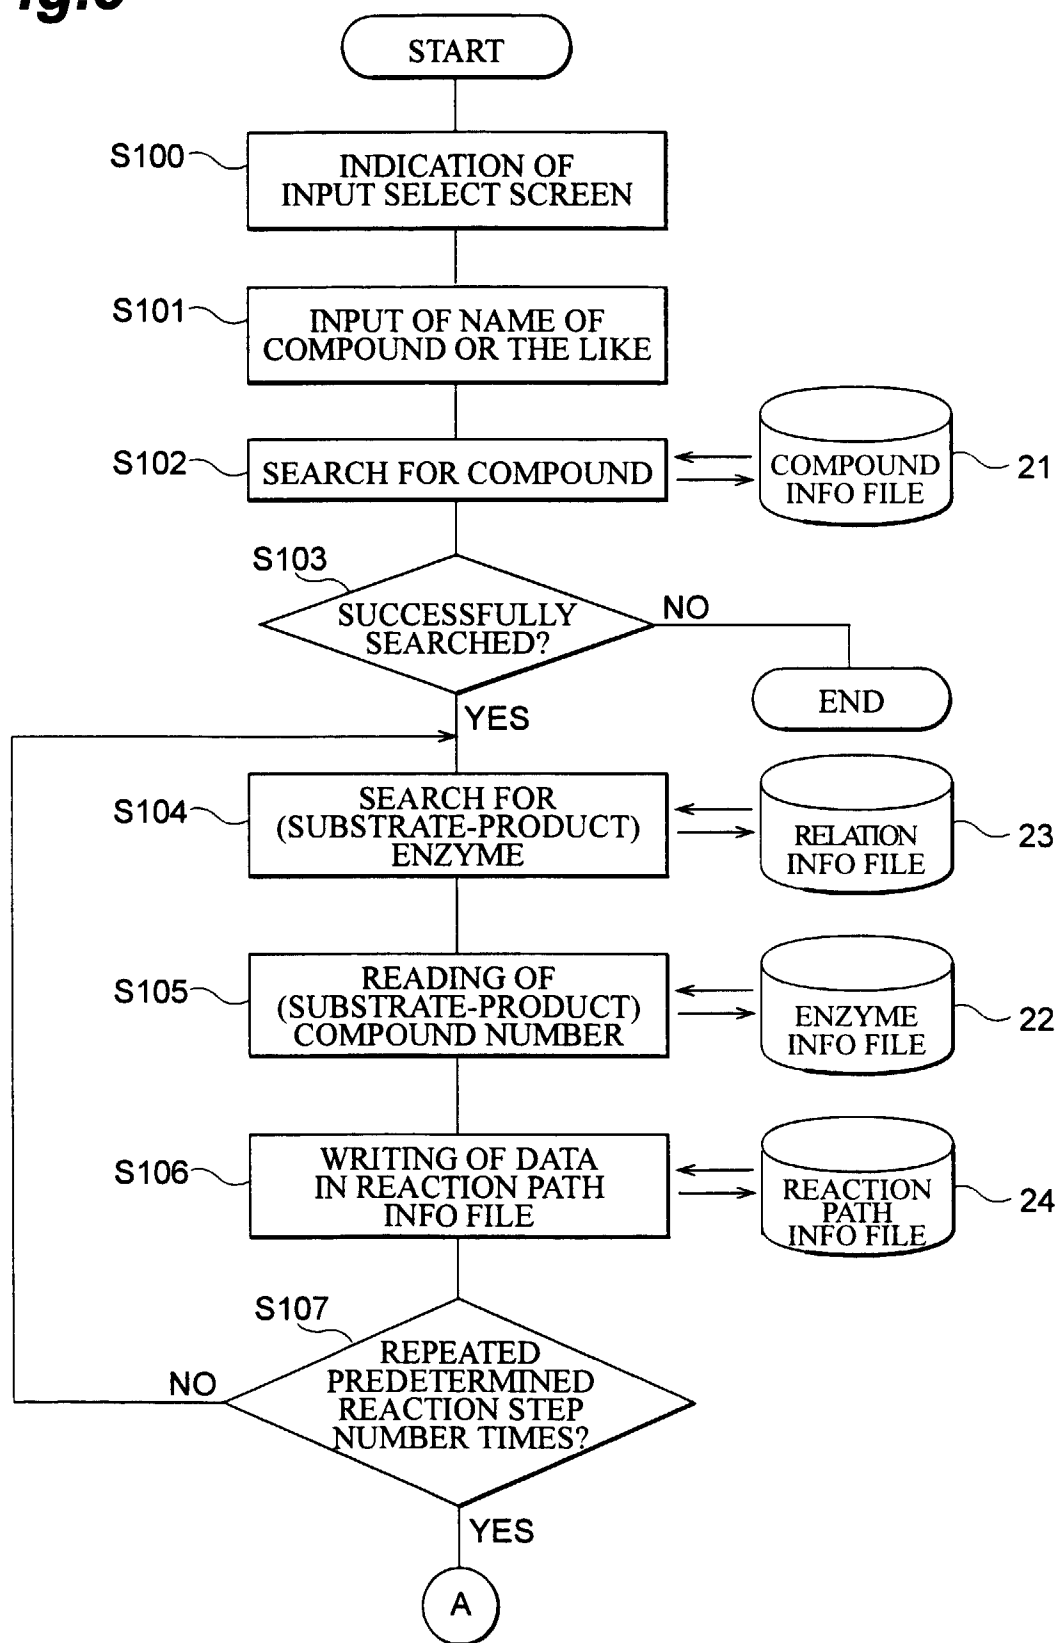 START
S100
INDICATION OF
INPUT SELECT SCREEN
S101
INPUT OF NAME OF
COMPOUND OR THE LIKE
S102
SEARCH FOR COMPOUND
COMPOUND
INFO FILE
21
S103
SUCCESSFULLY
SEARCHED?
NO
END
YES
S104
SEARCH FOR
(SUBSTRATE-PRODUCT)
ENZYME
RELATION
INFO FILE
23
S105
READING OF
(SUBSTRATE-PRODUCT)
COMPOUND NUMBER
ENZYME
INFO FILE
22
S106
WRITING OF DATA
IN REACTION PATH
INFO FILE
REACTION
PATH
INFO FILE
24
S107
REPEATED
PREDETERMINED
REACTION STEP
NUMBER TIMES?
NO
YES
A